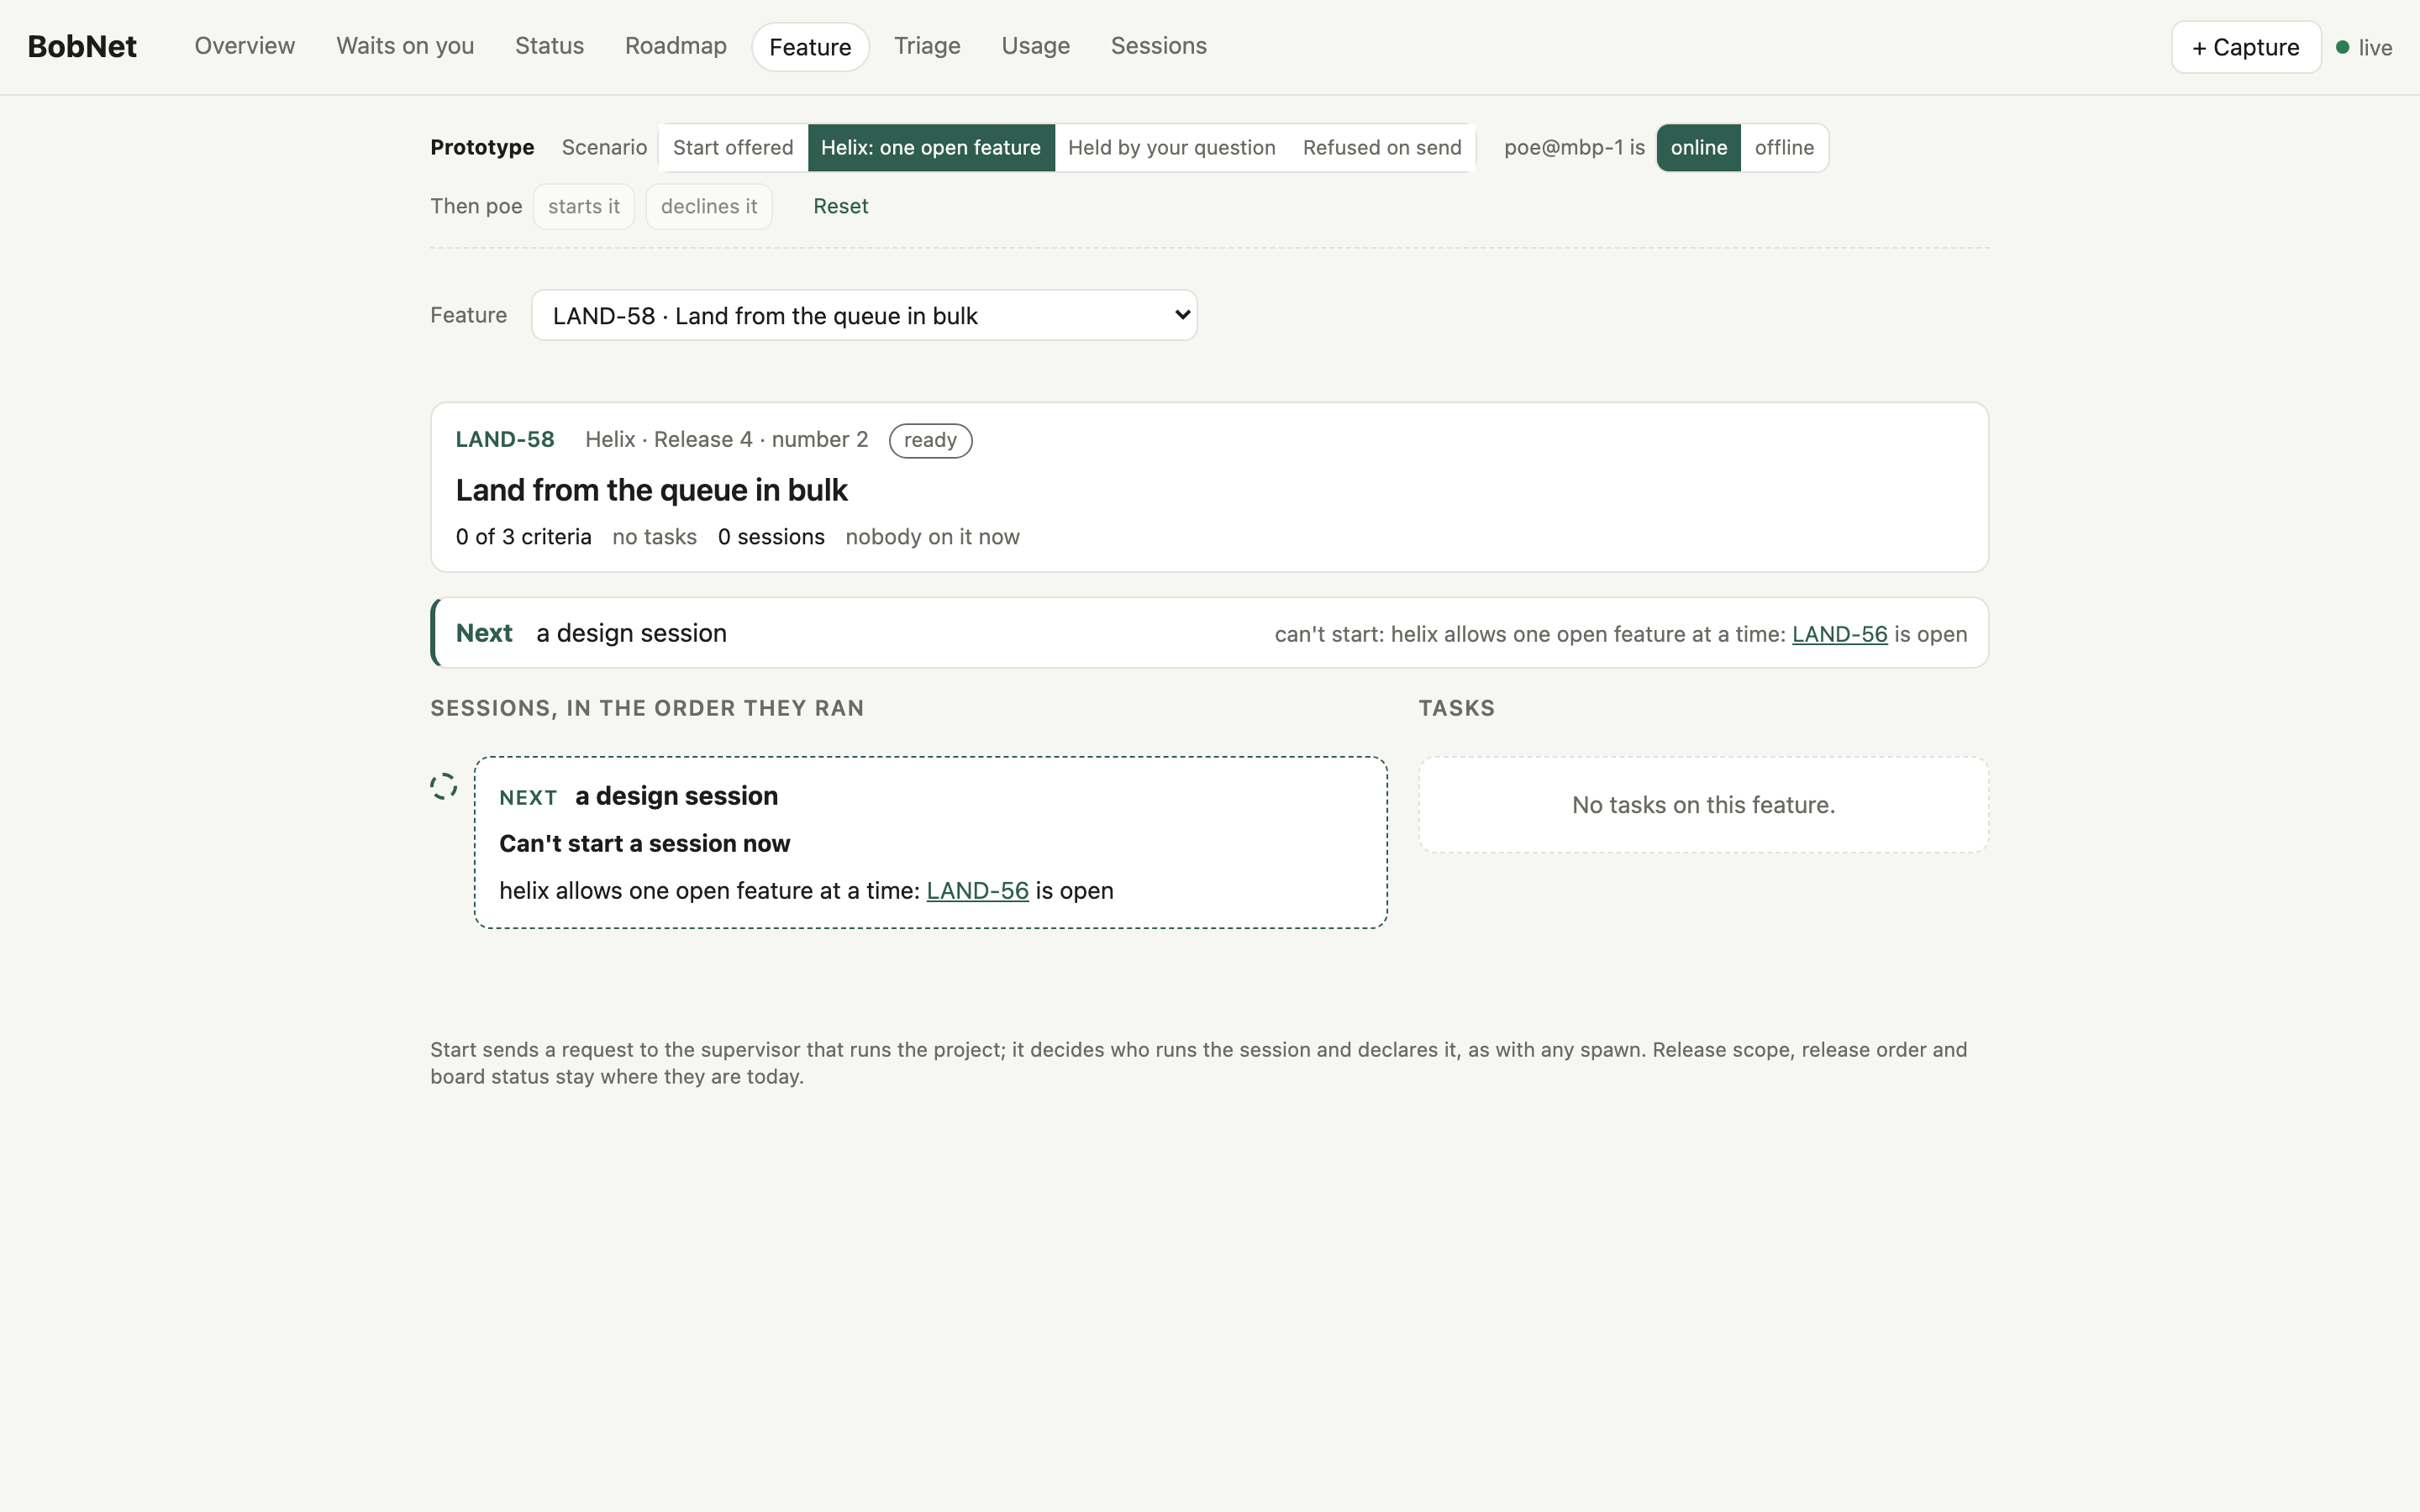 BobNet Overview Waits on you Status Roadmap Feature Triage Usage Sessions + Capture live
Prototype Scenario Start offered Helix: one open feature Held by your question Refused on send poe@mbp-1 is online offline
Then poe starts it declines it Reset
Feature LAND-58 · Land from the queue in bulk
LAND-58 Helix · Release 4 · number 2 ready
Land from the queue in bulk
0 of 3 criteria no tasks 0 sessions nobody on it now
Next a design session can't start: helix allows one open feature at a time: LAND-56 is open
SESSIONS, IN THE ORDER THEY RAN
NEXT a design session
Can't start a session now
helix allows one open feature at a time: LAND-56 is open
TASKS
No tasks on this feature.
Start sends a request to the supervisor that runs the project; it decides who runs the session and declares it, as with any spawn. Release scope, release order and
board status stay where they are today.